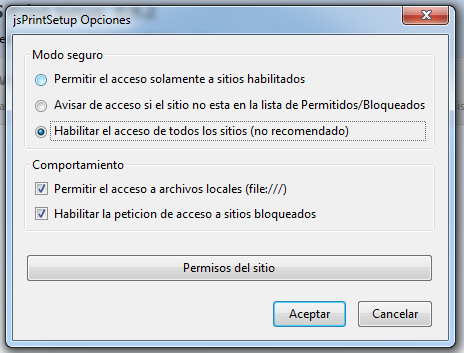 jsPrintSetup Opciones
Modo seguro
Permitir el acceso solamente a sitios habilitados
Avisar de acceso si el sitio no esta en la lista de Permitidos/Bloqueados
Habilitar el acceso de todos los sitios (no recomendado)
Comportamiento
Permitir el acceso a archivos locales (file:///)
Habilitar la peticion de acceso a sitios bloqueados
Permisos del sitio
Aceptar
Cancelar